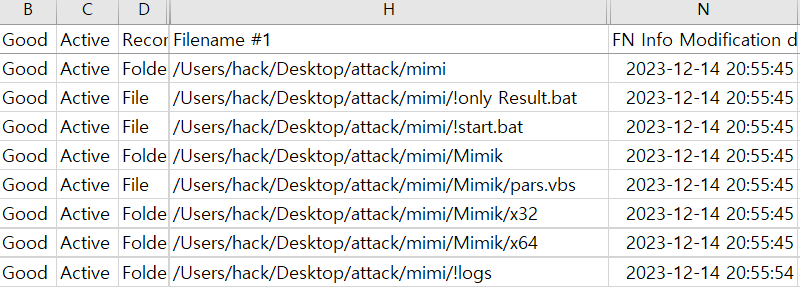 B C D H N
Good Active Recor Filename #1 FN Info Modification d
Good Active Folde /Users/hack/Desktop/attack/mimi 2023-12-14 20:55:45
Good Active File /Users/hack/Desktop/attack/mimi/!only Result.bat 2023-12-14 20:55:45
Good Active File /Users/hack/Desktop/attack/mimi/!start.bat 2023-12-14 20:55:45
Good Active Folde /Users/hack/Desktop/attack/mimi/Mimik 2023-12-14 20:55:45
Good Active File /Users/hack/Desktop/attack/mimi/Mimik/pars.vbs 2023-12-14 20:55:45
Good Active Folde /Users/hack/Desktop/attack/mimi/Mimik/x32 2023-12-14 20:55:45
Good Active Folde /Users/hack/Desktop/attack/mimi/Mimik/x64 2023-12-14 20:55:45
Good Active Folde /Users/hack/Desktop/attack/mimi/!logs 2023-12-14 20:55:54